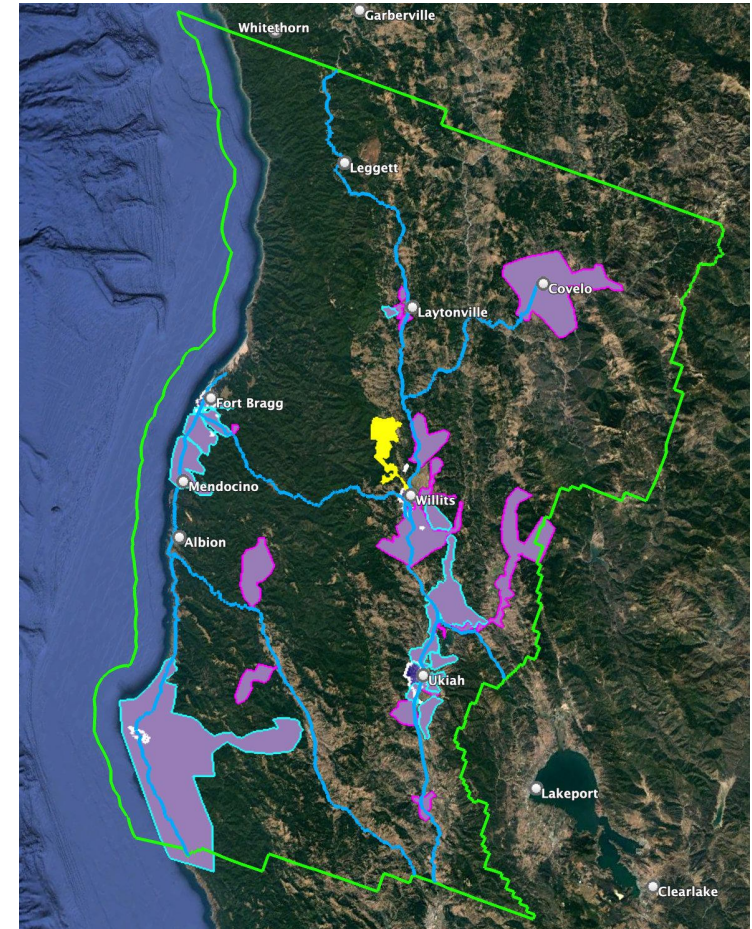 Garberville
Whitethorn
Leggett
Covelo
Laytonville
Fort Bragg
Mendocino
Willits
Albion
Ukiah
Lakeport
Clearlake